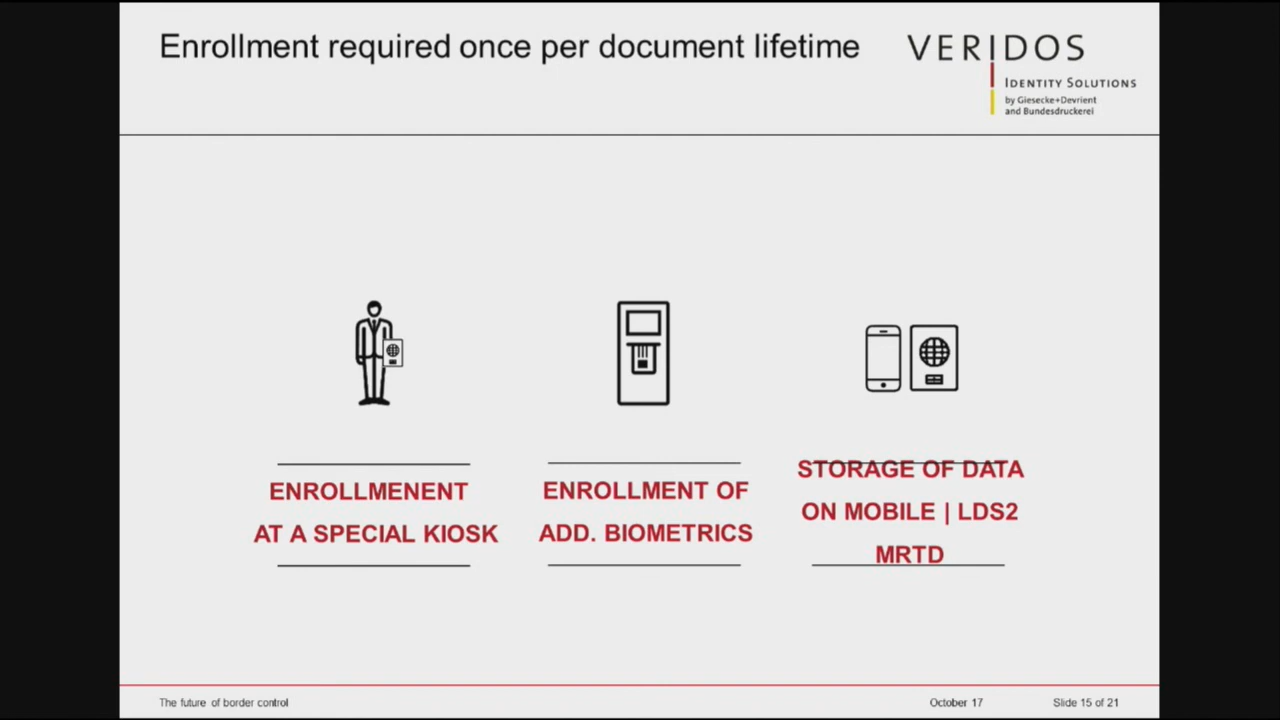 Enrollment required once per document lifetime
VERIDOS
IDENTITY SOLUTIONS
by Giesecke+Devrient
and Bundesdruckerei
ENROLLMENENT
AT A SPECIAL KIOSK
ENROLLMENT OF
ADD. BIOMETRICS
STORAGE OF DATA
ON MOBILE | LDS2
MRTD
The future of border control
October 17
Slide 15 of 21